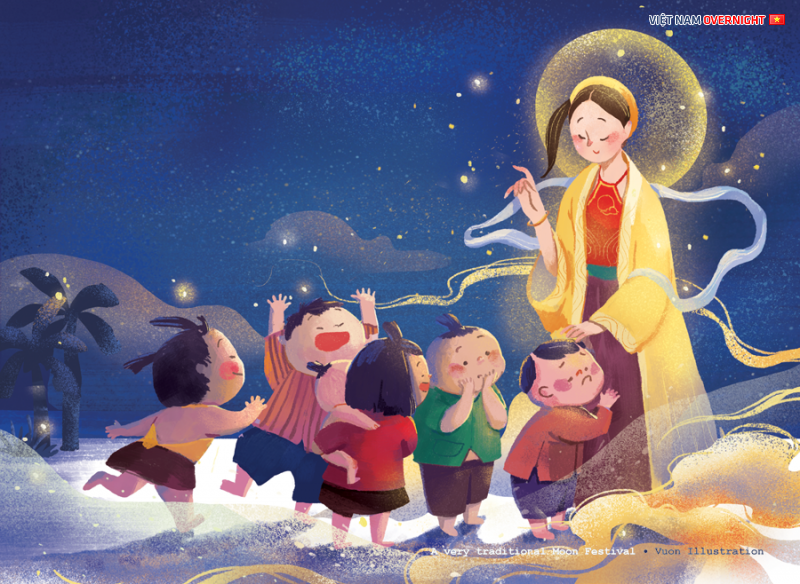 VIỆT NAM OVERNIGHT
A very traditional Moon Festival • Vuon Illustration